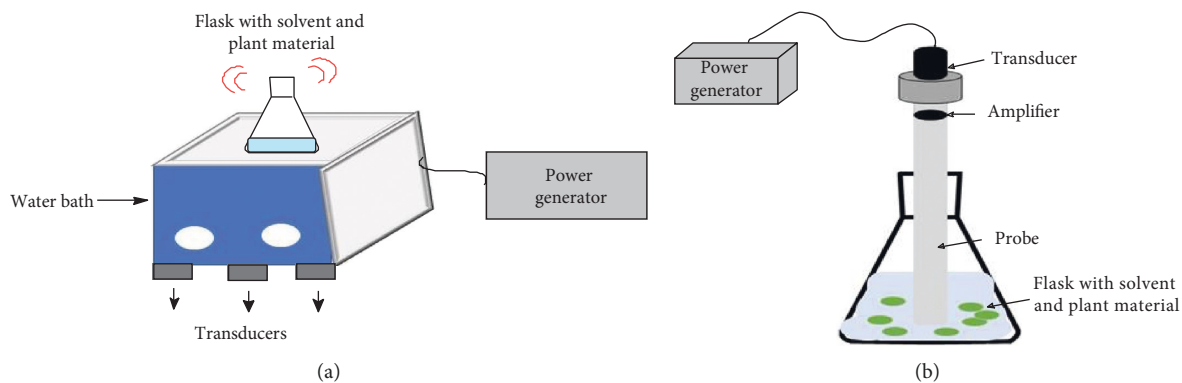 Flask with solvent and
plant material
Water bath
Power
generator
Transducers
(a)
Power
generator
Transducer
Amplifier
Probe
Flask with solvent
and plant material
(b)